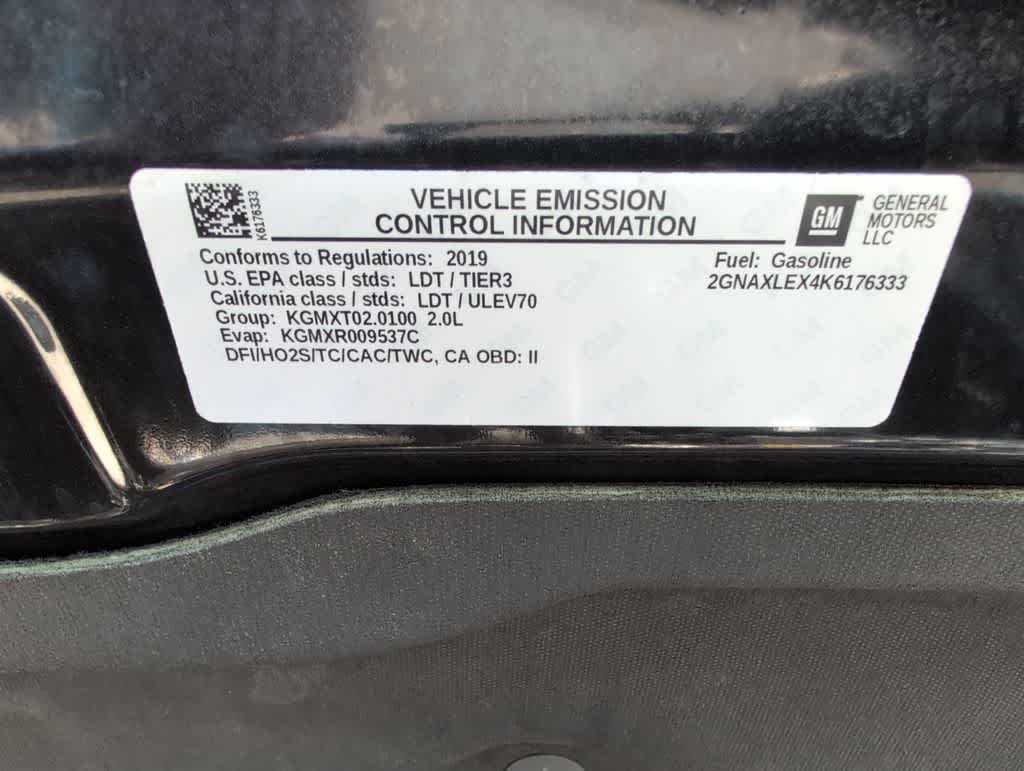 K6176333
VEHICLE EMISSION
CONTROL INFORMATION
GM
GENERAL
MOTORS
LLC
Conforms to Regulations: 2019
U.S. EPA class / stds: LDT / TIER3
California class / stds: LDT / ULEV70
Group: KGMXT02.0100 2.0L
Evap: KGMXR009537C
DFI/HO2S/TC/CAC/TWC, CA OBD: II
Fuel: Gasoline
2GNAXLEX4K6176333